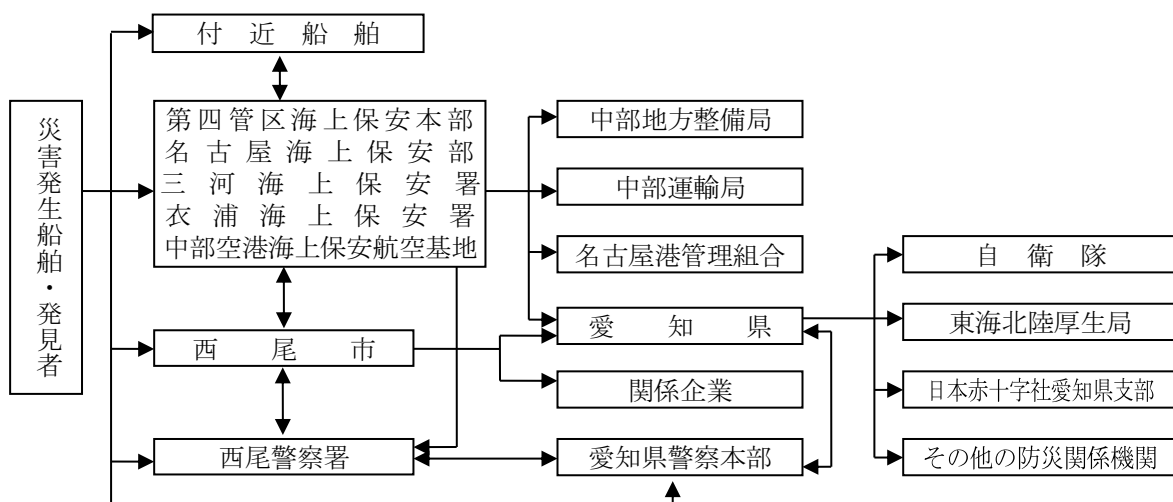 付近船舶
災害発生船舶・発見者
第四管区海上保安本部
名古屋海上保安部
三河海上保安署
衣浦海上保安署
中部空港海上保安航空基地
西尾市
西尾警察署
中部地方整備局
中部運輸局
名古屋港管理組合
愛知県
関係企業
愛知県警察本部
自衛隊
東海北陸厚生局
日本赤十字社愛知県支部
その他の防災関係機関